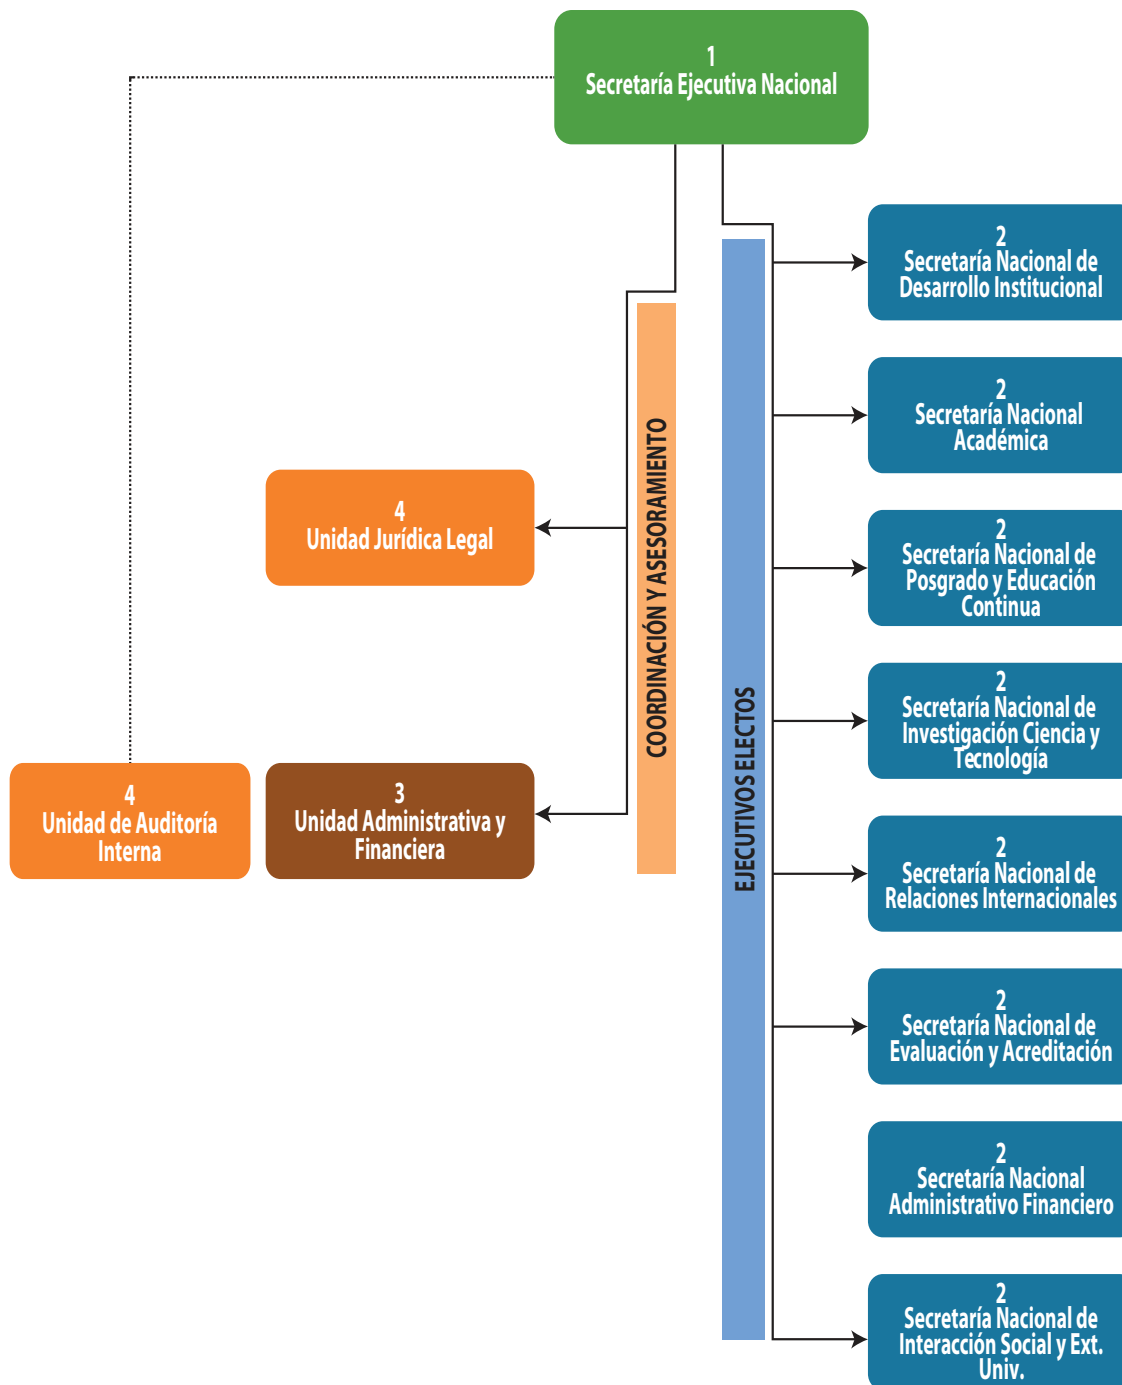 1
Secretaría Ejecutiva Nacional
2
Secretaría Nacional de
Desarrollo Institucional
2
Secretaría Nacional
Académica
4
Unidad Jurídica Legal
COORDINACIÓN Y ASESORAMIENTO
EJECUTIVOS ELECTOS
2
Secretaría Nacional de
Posgrado y Educación
Continua
2
Secretaría Nacional de
Investigación Ciencia y
Tecnología
4
Unidad de Auditoría
Interna
3
Unidad Administrativa y
Financiera
2
Secretaría Nacional de
Relaciones Internacionales
2
Secretaría Nacional de
Evaluación y Acreditación
2
Secretaría Nacional
Administrativo Financiero
2
Secretaría Nacional de
Interacción Social y Ext.
Univ.